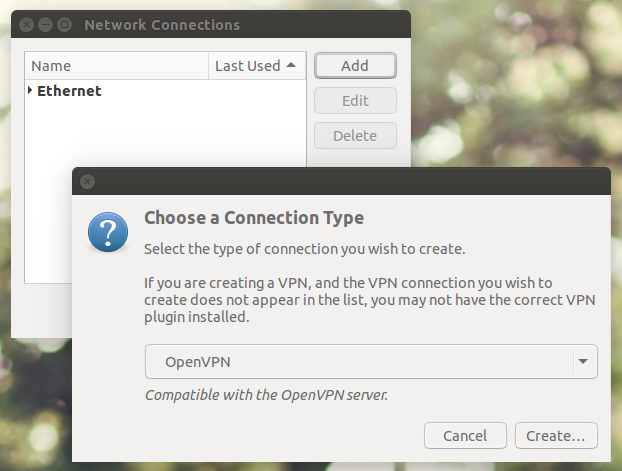 Network Connections
Name Last Used Add
Ethernet
Edit
Delete
Choose a Connection Type
Select the type of connection you wish to create.
If you are creating a VPN, and the VPN connection you wish to
create does not appear in the list, you may not have the correct VPN
plugin installed.
OpenVPN
Compatible with the OpenVPN server.
Cancel Create...